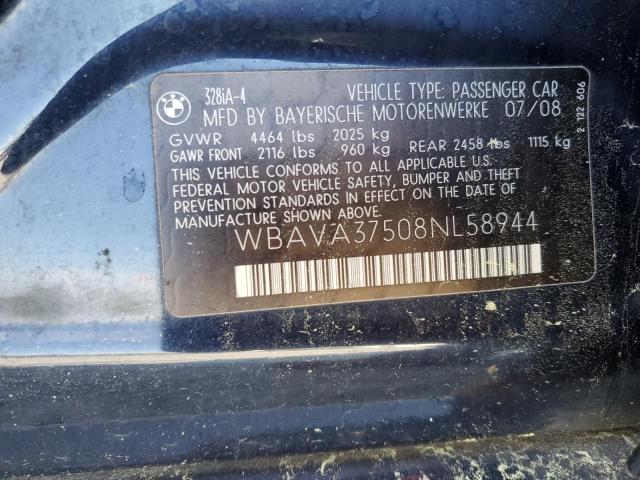 BMW
328iA-4
VEHICLE TYPE: PASSENGER CAR
MFD BY BAYERISCHE MOTORENWERKE 07/08
GVWR 4464 lbs 2025 kg
GAWR FRONT 2116 lbs 960 kg REAR 2458 lbs 1115 kg
THIS VEHICLE CONFORMS TO ALL APPLICABLE U.S.
FEDERAL MOTOR VEHICLE SAFETY, BUMPER AND THEFT
PREVENTION STANDARDS IN EFFECT ON THE DATE OF
MANUFACTURE SHOWN ABOVE.
WBAVA37508NL58944
2 122 606